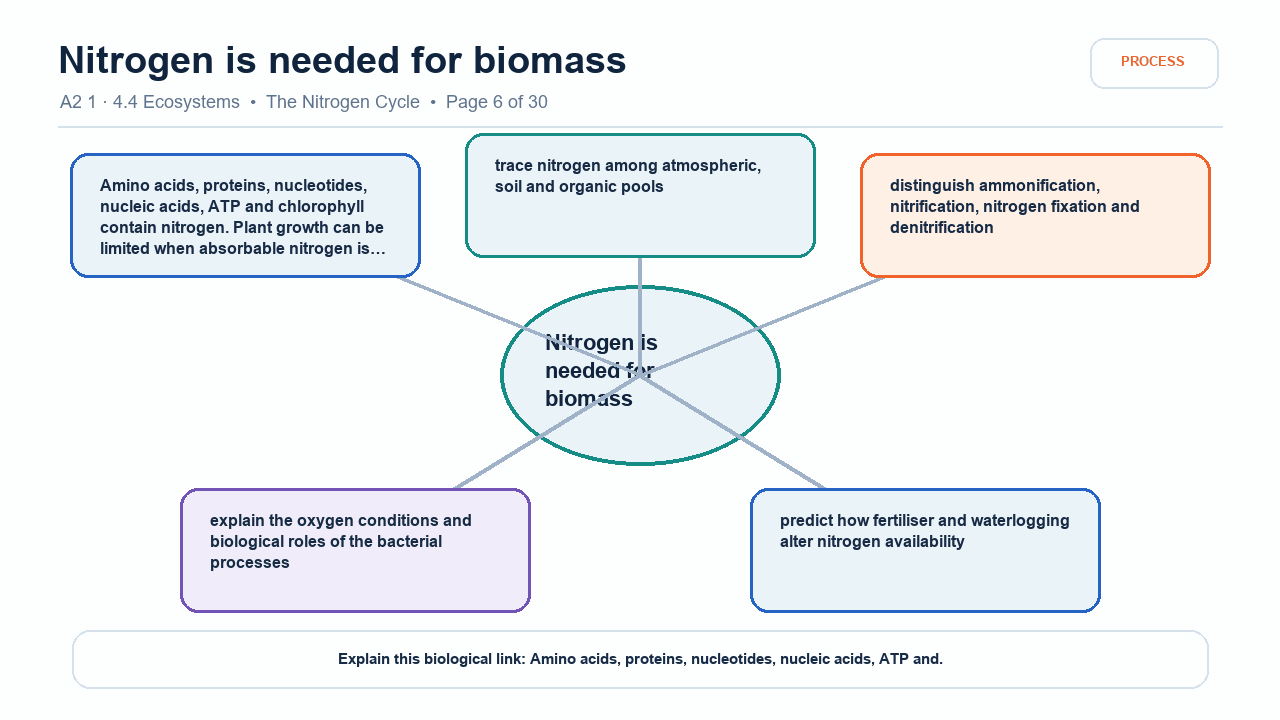 Nitrogen is needed for biomass
PROCESS
A2 1 · 4.4 Ecosystems • The Nitrogen Cycle • Page 6 of 30
Amino acids, proteins, nucleotides,
nucleic acids, ATP and chlorophyll
contain nitrogen. Plant growth can be
limited when absorbable nitrogen is…
trace nitrogen among atmospheric,
soil and organic pools
distinguish ammonification,
nitrification, nitrogen fixation and
denitrification
Nitrogen is
needed for
biomass
explain the oxygen conditions and
biological roles of the bacterial
processes
predict how fertiliser and waterlogging
alter nitrogen availability
Explain this biological link: Amino acids, proteins, nucleotides, nucleic acids, ATP and.